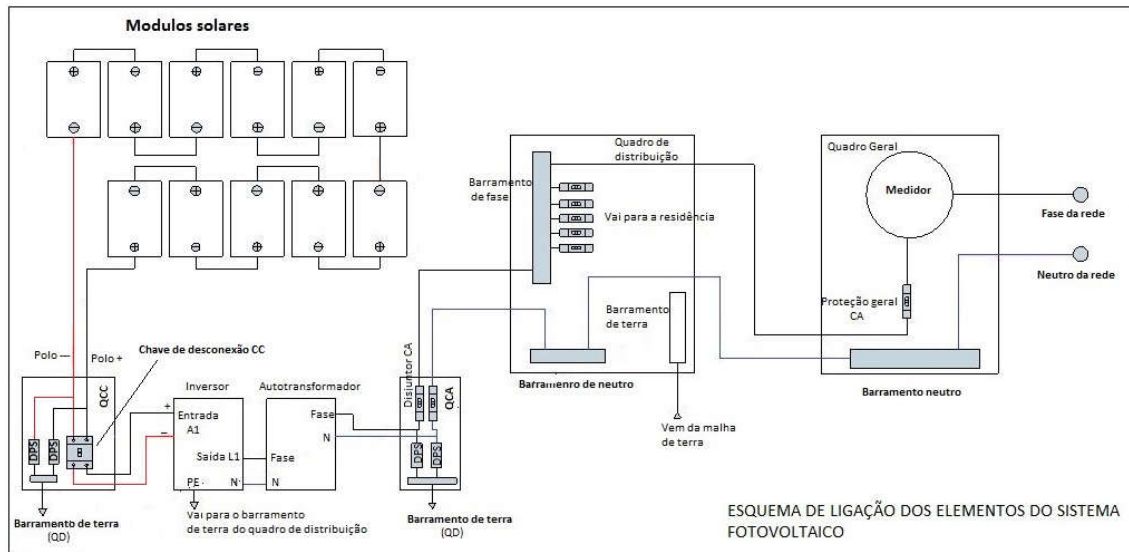 Modulos solares
Quadro de
distribuição
Barramento
de fase
Vai para a residência
Barramento
de terra
Barramenro de neutro
Vem da malha
de terra
Quadro Geral
Medidor
Proteção geral
CA
Barramento neutro
Fase da rede
Neutro da rede
Polo —
Polo +
Chave de desconexão CC
QCC
DPS
DPS
Barramento de terra
(QD)
Inversor
+
Entrada
A1
–
Saída L1
PE
N
Vai para o barramento
de terra do quadro de distribuição
Autotransformador
Fase
N
Fase
N
Disjuntor CA
QCA
DPS
DPS
Barramento de terra
(QD)
ESQUEMA DE LIGAÇÃO DOS ELEMENTOS DO SISTEMA
FOTOVOLTAICO